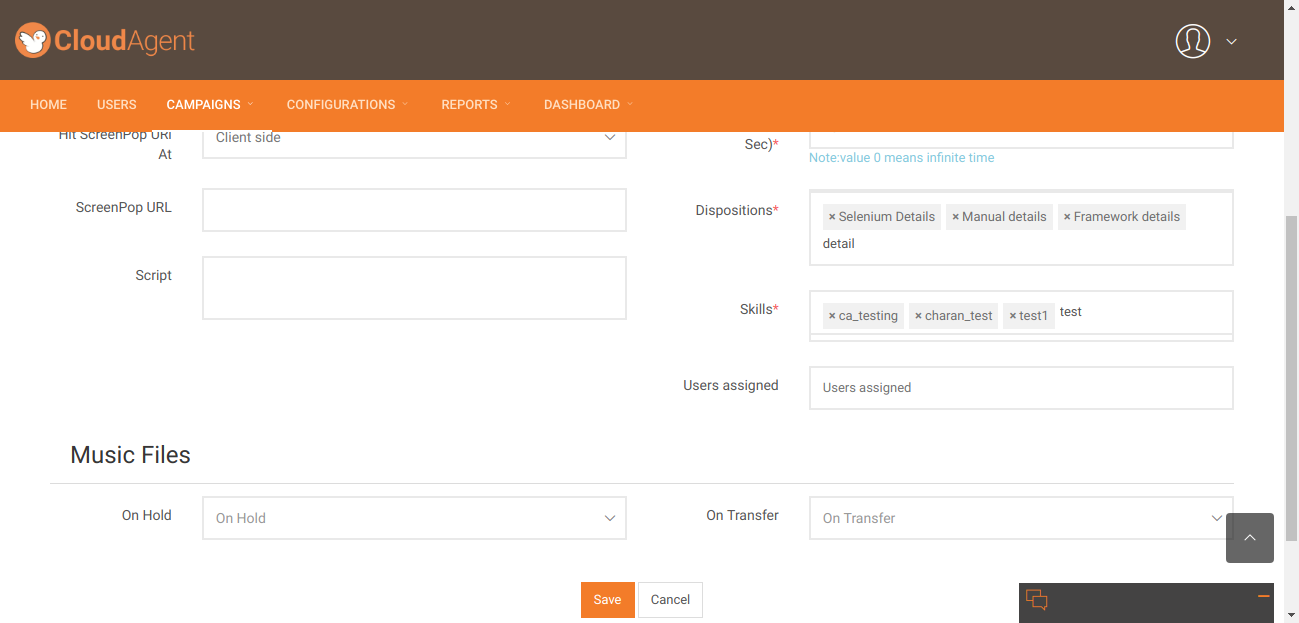 CloudAgent
HOME USERS CAMPAIGNS CONFIGURATIONS REPORTS DASHBOARD
Hit ScreenPop Url
At
Client side
Sec)*
Note:value 0 means infinite time
ScreenPop URL
Dispositions*
× Selenium Details × Manual details × Framework details
detail
Script
Skills*
× ca_testing × charan_test × test1 test
Users assigned
Users assigned
Music Files
On Hold
On Hold
On Transfer
On Transfer
Save Cancel